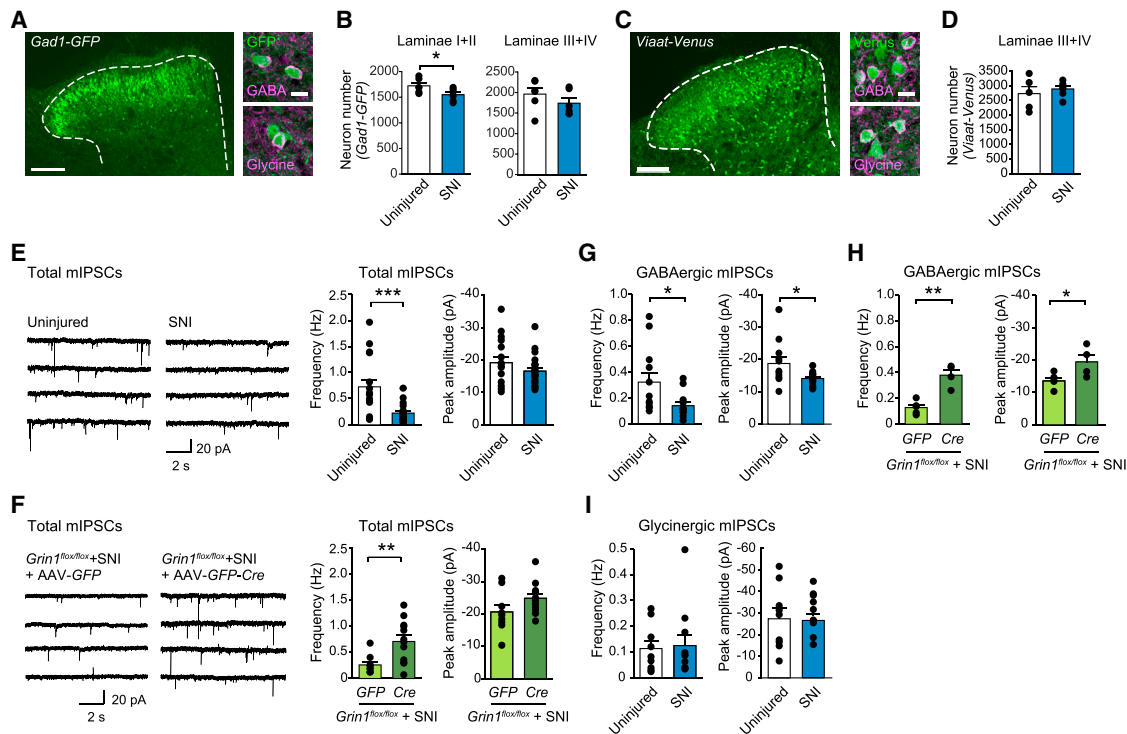 A
Gad1-GFP
GFP
GABA
Glycine
B
Laminae I+II
Laminae III+IV
Neuron number
(Gad1-GFP)
*
2000
1500
1000
500
0
Uninjured
SNI
2500
2000
1500
1000
500
0
Uninjured
SNI
C
Viaat-Venus
Venus
GABA
Glycine
D
Laminae III+IV
Neuron number
(Viaat-Venus)
3500
3000
2500
2000
1500
1000
500
0
Uninjured
SNI
E
Total mIPSCs
Uninjured
SNI
20 pA
2 s
Total mIPSCs
***
Frequency (Hz)
2.5
2.0
1.5
1.0
0.5
0
Uninjured
SNI
Peak amplitude (pA)
-40
-30
-20
-10
0
Uninjured
SNI
G
GABAergic mIPSCs
*
Frequency (Hz)
1.0
0.8
0.6
0.4
0.2
0
Uninjured
SNI
*
Peak amplitude (pA)
-40
-30
-20
-10
0
Uninjured
SNI
H
GABAergic mIPSCs
**
Frequency (Hz)
1.0
0.8
0.6
0.4
0.2
0
GFP Cre
Grin1flox/flox + SNI
*
Peak amplitude (pA)
-40
-30
-20
-10
0
GFP Cre
Grin1flox/flox + SNI
F
Total mIPSCs
Grin1flox/flox+SNI
+ AAV-GFP
Grin1flox/flox+SNI
+ AAV-GFP-Cre
20 pA
2 s
Total mIPSCs
**
Frequency (Hz)
2.5
2.0
1.5
1.0
0.5
0
GFP Cre
Grin1flox/flox + SNI
Peak amplitude (pA)
-40
-30
-20
-10
0
GFP Cre
Grin1flox/flox + SNI
I
Glycinergic mIPSCs
Frequency (Hz)
0.5
0.4
0.3
0.2
0.1
0
Uninjured
SNI
Peak amplitude (pA)
-60
-50
-40
-30
-20
-10
0
Uninjured
SNI